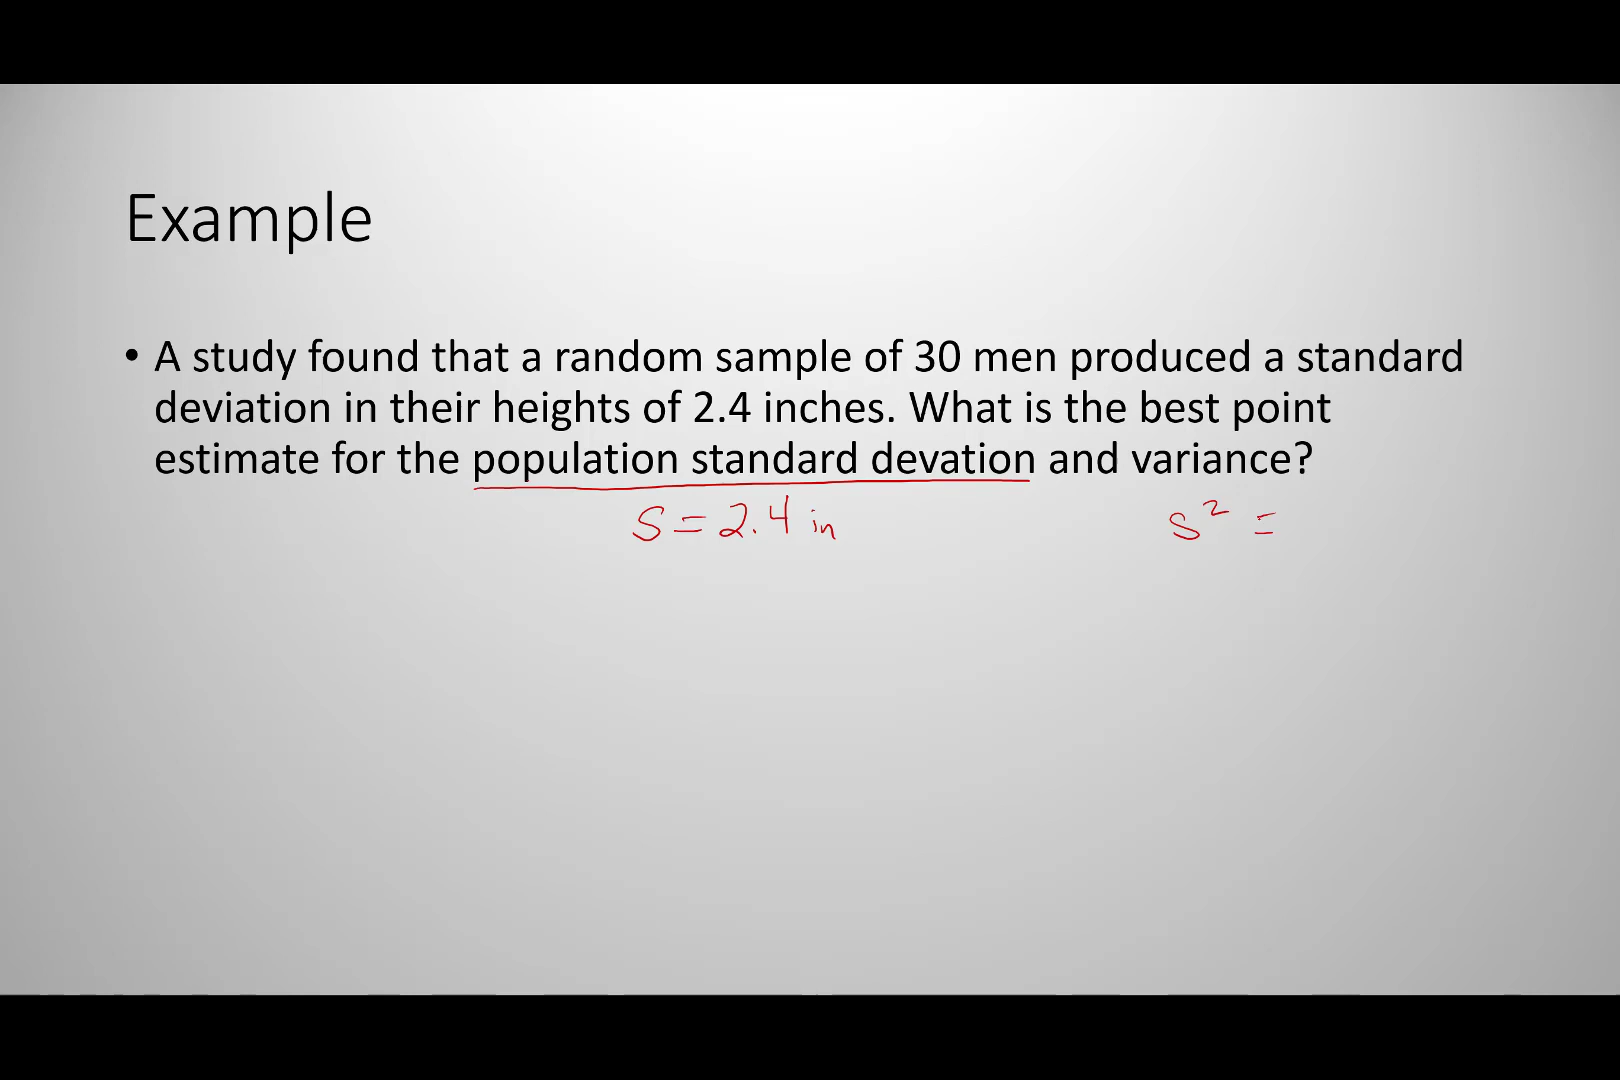 Example
• A study found that a random sample of 30 men produced a standard
deviation in their heights of 2.4 inches. What is the best point
estimate for the population standard devation and variance?
S = 2.4 in S² =